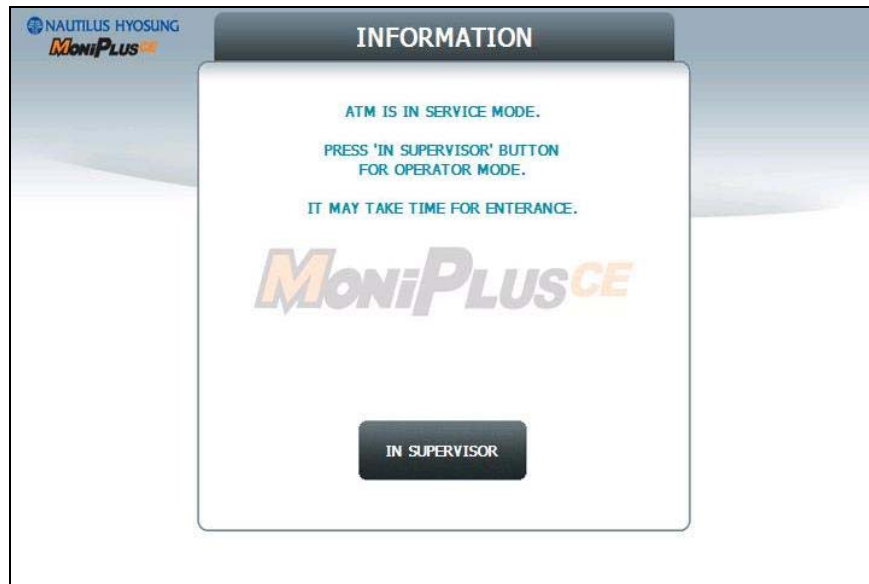 NAUTILUS HYOSUNG
MONiPLUSCE
INFORMATION
ATM IS IN SERVICE MODE.
PRESS 'IN SUPERVISOR' BUTTON
FOR OPERATOR MODE.
IT MAY TAKE TIME FOR ENTERANCE.
MONiPLUSCE
IN SUPERVISOR